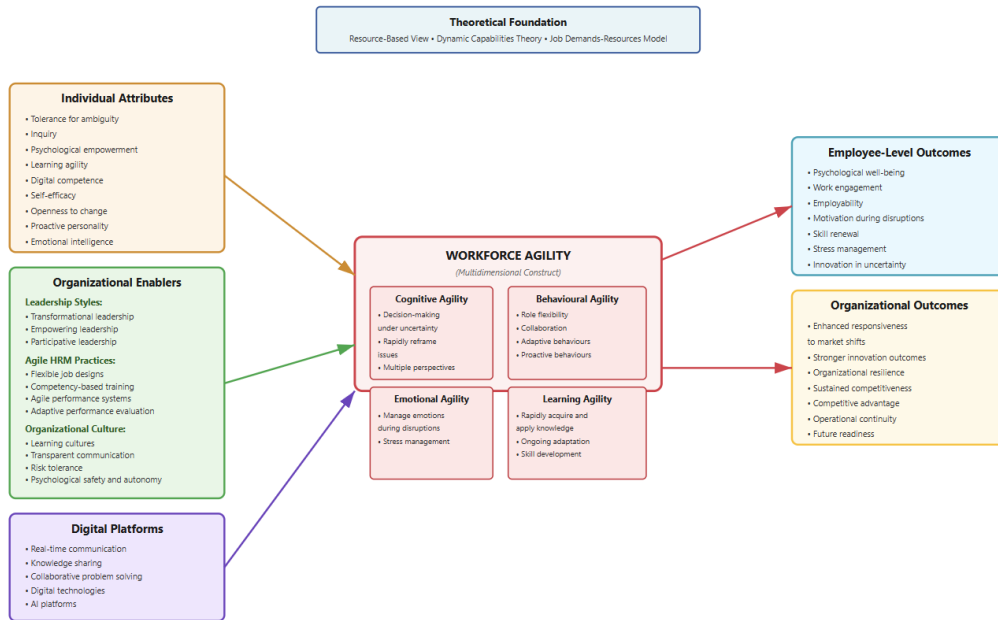 Theoretical Foundation
Resource-Based View • Dynamic Capabilities Theory • Job Demands-Resources Model
Individual Attributes
• Tolerance for ambiguity
• Inquiry
• Psychological empowerment
• Learning agility
• Digital competence
• Self-efficacy
• Openness to change
• Proactive personality
• Emotional intelligence
Organizational Enablers
Leadership Styles:
• Transformational leadership
• Empowering leadership
• Participative leadership
Agile HRM Practices:
• Flexible job designs
• Competency-based training
• Agile performance systems
• Adaptive performance evaluation
Organizational Culture:
• Learning cultures
• Transparent communication
• Risk tolerance
• Psychological safety and autonomy
Digital Platforms
• Real-time communication
• Knowledge sharing
• Collaborative problem solving
• Digital technologies
• AI platforms
WORKFORCE AGILITY
(Multidimensional Construct)
Cognitive Agility
• Decision-making
under uncertainty
• Rapidly reframe
issues
• Multiple perspectives
Behavioural Agility
• Role flexibility
• Collaboration
• Adaptive behaviours
• Proactive behaviours
Emotional Agility
• Manage emotions
during disruptions
• Stress management
Learning Agility
• Rapidly acquire and
apply knowledge
• Ongoing adaptation
• Skill development
Employee-Level Outcomes
• Psychological well-being
• Work engagement
• Employability
• Motivation during disruptions
• Skill renewal
• Stress management
• Innovation in uncertainty
Organizational Outcomes
• Enhanced responsiveness
to market shifts
• Stronger innovation outcomes
• Organizational resilience
• Sustained competitiveness
• Competitive advantage
• Operational continuity
• Future readiness